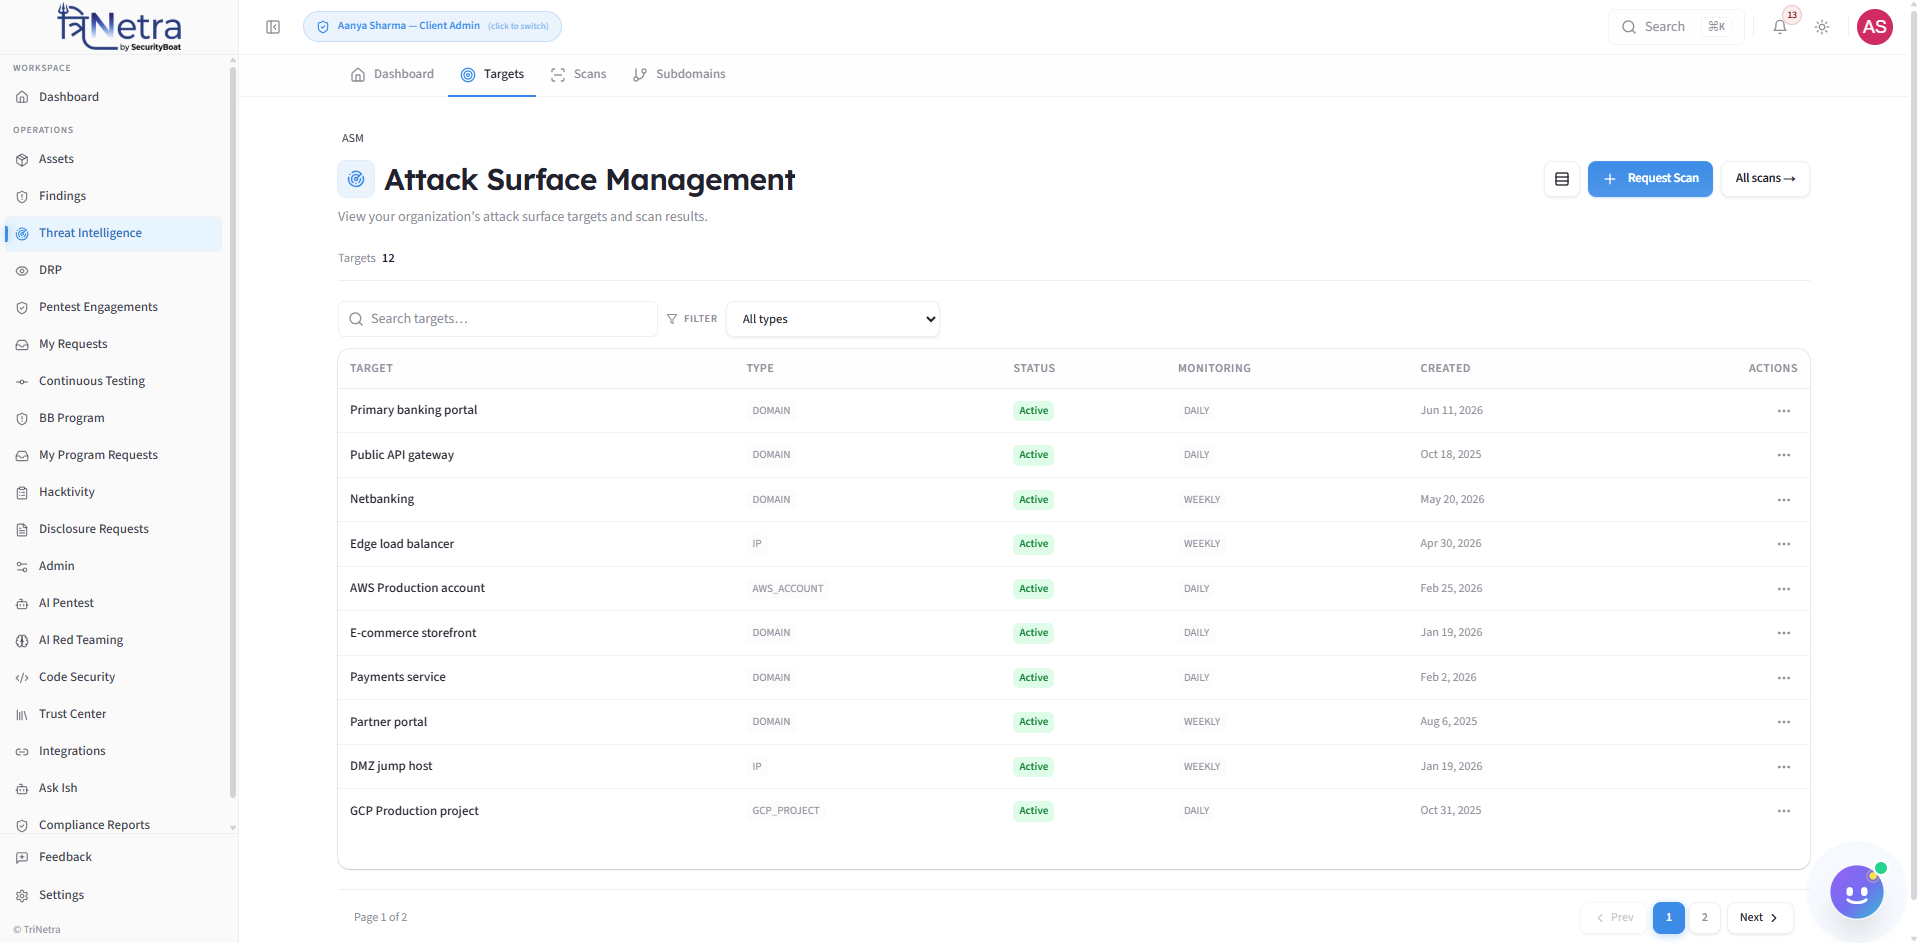 त्रिNetra
by SecurityBoat
Aanya Sharma — Client Admin (click to switch)
Search ⌘K
13
AS
WORKSPACE
Dashboard
OPERATIONS
Assets
Findings
Threat Intelligence
DRP
Pentest Engagements
My Requests
Continuous Testing
BB Program
My Program Requests
Hacktivity
Disclosure Requests
Admin
AI Pentest
AI Red Teaming
Code Security
Trust Center
Integrations
Ask Ish
Compliance Reports
Feedback
Settings
© TriNetra
Dashboard Targets Scans Subdomains
ASM
Attack Surface Management
View your organization's attack surface targets and scan results.
+ Request Scan
All scans →
Targets 12
Search targets…
FILTER
All types
TARGET TYPE STATUS MONITORING CREATED ACTIONS
Primary banking portal DOMAIN Active DAILY Jun 11, 2026 ...
Public API gateway DOMAIN Active DAILY Oct 18, 2025 ...
Netbanking DOMAIN Active WEEKLY May 20, 2026 ...
Edge load balancer IP Active WEEKLY Apr 30, 2026 ...
AWS Production account AWS_ACCOUNT Active DAILY Feb 25, 2026 ...
E-commerce storefront DOMAIN Active DAILY Jan 19, 2026 ...
Payments service DOMAIN Active DAILY Feb 2, 2026 ...
Partner portal DOMAIN Active WEEKLY Aug 6, 2025 ...
DMZ jump host IP Active WEEKLY Jan 19, 2026 ...
GCP Production project GCP_PROJECT Active DAILY Oct 31, 2025 ...
Page 1 of 2
Prev 1 2 Next